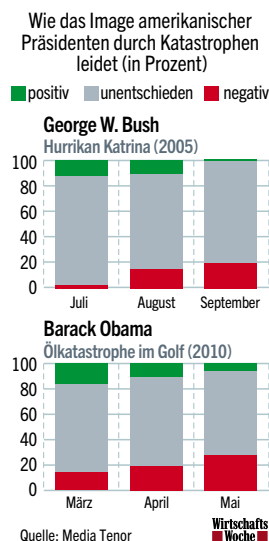 Wie das Image amerikanischer
Präsidenten durch Katastrophen
leidet (in Prozent)
positiv unentschieden negativ
George W. Bush
Hurrikan Katrina (2005)
100
80
60
40
20
0
Juli August September
Barack Obama
Ölkatastrophe im Golf (2010)
100
80
60
40
20
0
März April Mai
Quelle: Media Tenor
Wirtschafts
Woche